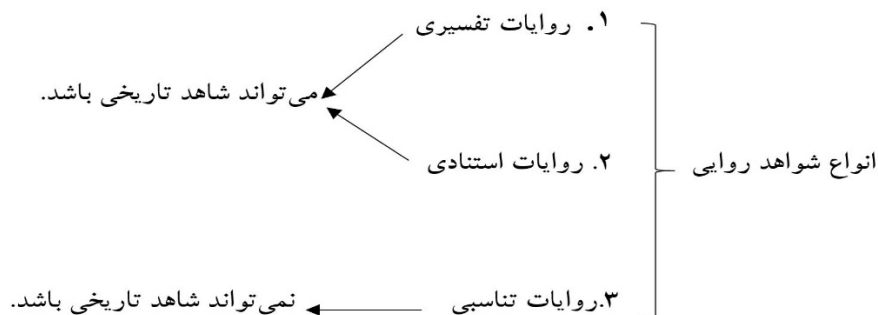 ۱. روایات تفسیری
می‌تواند شاهد تاریخی باشد.
انواع شواهد روایی
۲. روایات استنادی
۳.روایات تناسبی
نمی‌تواند شاهد تاریخی باشد.